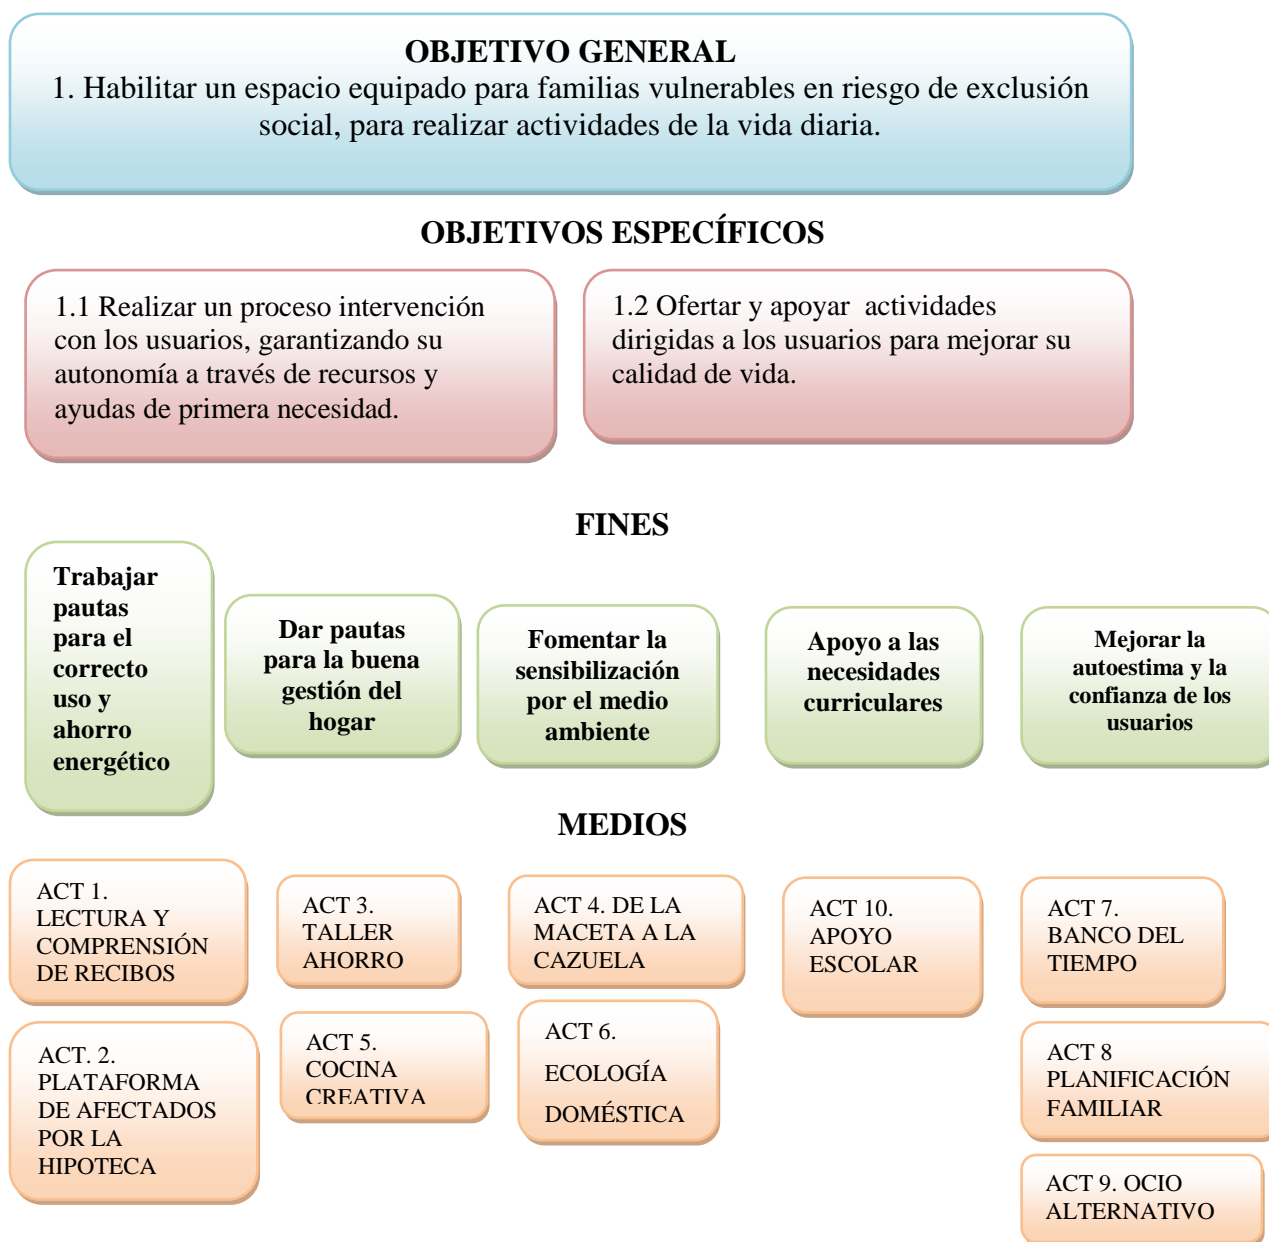 OBJETIVO GENERAL
1. Habilitar un espacio equipado para familias vulnerables en riesgo de exclusión
social, para realizar actividades de la vida diaria.
OBJETIVOS ESPECÍFICOS
1.1 Realizar un proceso intervención
con los usuarios, garantizando su
autonomía a través de recursos y
ayudas de primera necesidad.
1.2 Ofertar y apoyar actividades
dirigidas a los usuarios para mejorar su
calidad de vida.
FINES
Trabajar
pautas
para el
correcto
uso y
ahorro
energético
Dar pautas
para la buena
gestión del
hogar
Fomentar la
sensibilización
por el medio
ambiente
Apoyo a las
necesidades
curriculares
Mejorar la
autoestima y la
confianza de los
usuarios
MEDIOS
ACT 1.
LECTURA Y
COMPRENSIÓN
DE RECIBOS
ACT. 2.
PLATAFORMA
DE AFECTADOS
POR LA
HIPOTECA
ACT 3.
TALLER
AHORRO
ACT 5.
COCINA
CREATIVA
ACT 4. DE LA
MACETA A LA
CAZUELA
ACT 6.
ECOLOGÍA
DOMÉSTICA
ACT 10.
APOYO
ESCOLAR
ACT 7.
BANCO DEL
TIEMPO
ACT 8
PLANIFICACIÓN
FAMILIAR
ACT 9. OCIO
ALTERNATIVO